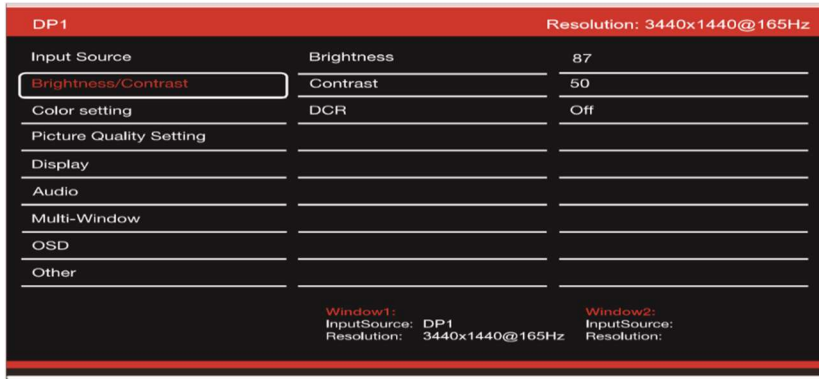 DP1 Resolution: 3440x1440@165Hz
Input Source Brightness 87
Brightness/Contrast Contrast 50
Color setting DCR Off
Picture Quality Setting
Display
Audio
Multi-Window
OSD
Other
Window1: Window2:
InputSource: DP1 InputSource:
Resolution: 3440x1440@165Hz Resolution: